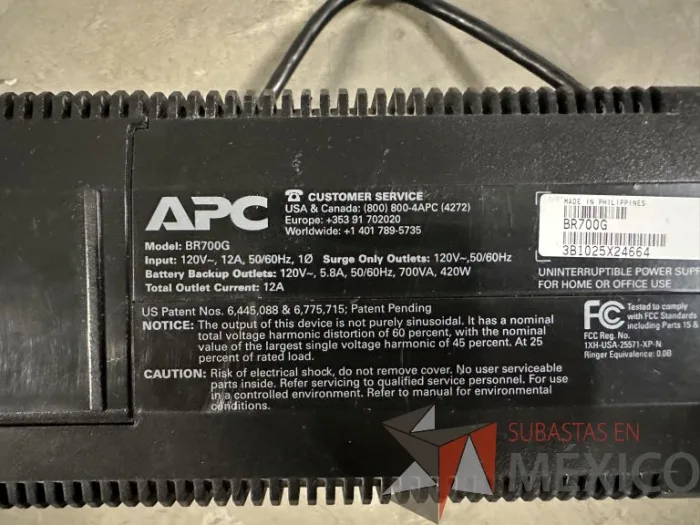 APC
CUSTOMER SERVICE
USA & Canada: (800) 800-4APC (4272)
Europe: +353 91 702020
Worldwide: +1 401 789-5735
Model: BR700G
Input: 120V~, 12A, 50/60Hz, 1Ø Surge Only Outlets: 120V~,50/60Hz
Battery Backup Outlets: 120V~, 5.8A, 50/60Hz, 700VA, 420W
Total Outlet Current: 12A
US Patent Nos. 6,445,088 & 6,775,715; Patent Pending
NOTICE: The output of this device is not purely sinusoidal. It has a nominal
total voltage harmonic distortion of 60 percent, with the nominal
value of the largest single voltage harmonic of 45 percent. At 25
percent of rated load.
CAUTION: Risk of electrical shock, do not remove cover. No user serviceable
parts inside. Refer servicing to qualified service personnel. For use
in a controlled environment. Refer to manual for environmental
conditions.
MADE IN PHILIPPINES
BR700G
3B1025X24664
UNINTERRUPTIBLE POWER SUP
FOR HOME OR OFFICE USE
FC
Tested to comply
with FCC Standards
including Parts 15
FCC Reg. No.
1XH-USA-25571-XP-N
Ringer Equivalence: 0.0B
SUBASTAS EN
MÉXICO